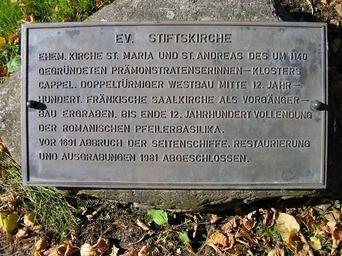 EV. STIFTSKIRCHE
EHEM. KIRCHE ST. MARIA UND ST. ANDREAS DES UM 1140
GEGRÜNDETEN PRÄMONSTRATENSERINNEN-KLOSTERS
CAPPEL. DOPPELTÜRMIGER WESTBAU MITTE 12. JAHR-
HUNDERT. FRÄNKISCHE SAALKIRCHE ALS VORGÄNGER-
BAU ERGRABEN. BIS ENDE 12. JAHRHUNDERT VOLLENDUNG
DER ROMANISCHEN PFEILERBASILIKA.
VOR 1691 ABBRUCH DER SEITENSCHIFFE. RESTAURIERUNG
UND AUSGRABUNGEN 1981 ABGESCHLOSSEN.